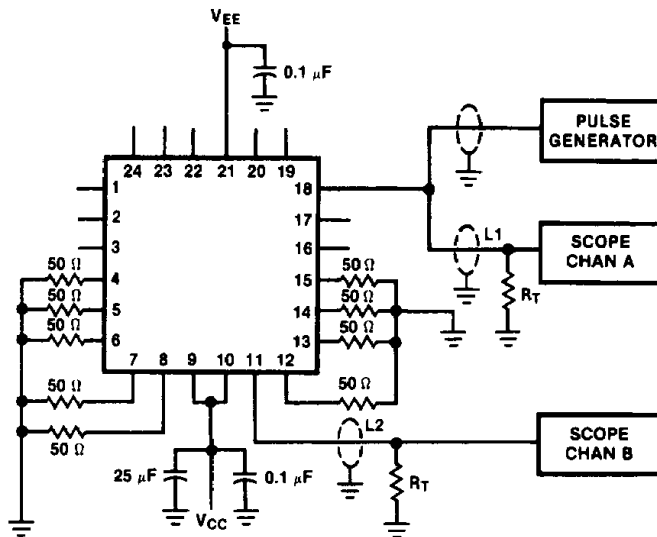 VEE
0.1 µF
PULSE
GENERATOR
24 23 22 21 20 19
1
18
2
17
3
16
L1
SCOPE
CHAN A
50 Ω
4
15
50 Ω
50 Ω
5
14
50 Ω
RT
50 Ω
6
13
50 Ω
7 8 9 10 11 12
50 Ω
50 Ω
50 Ω
L2
SCOPE
CHAN B
25 µF
0.1 µF
RT
VCC